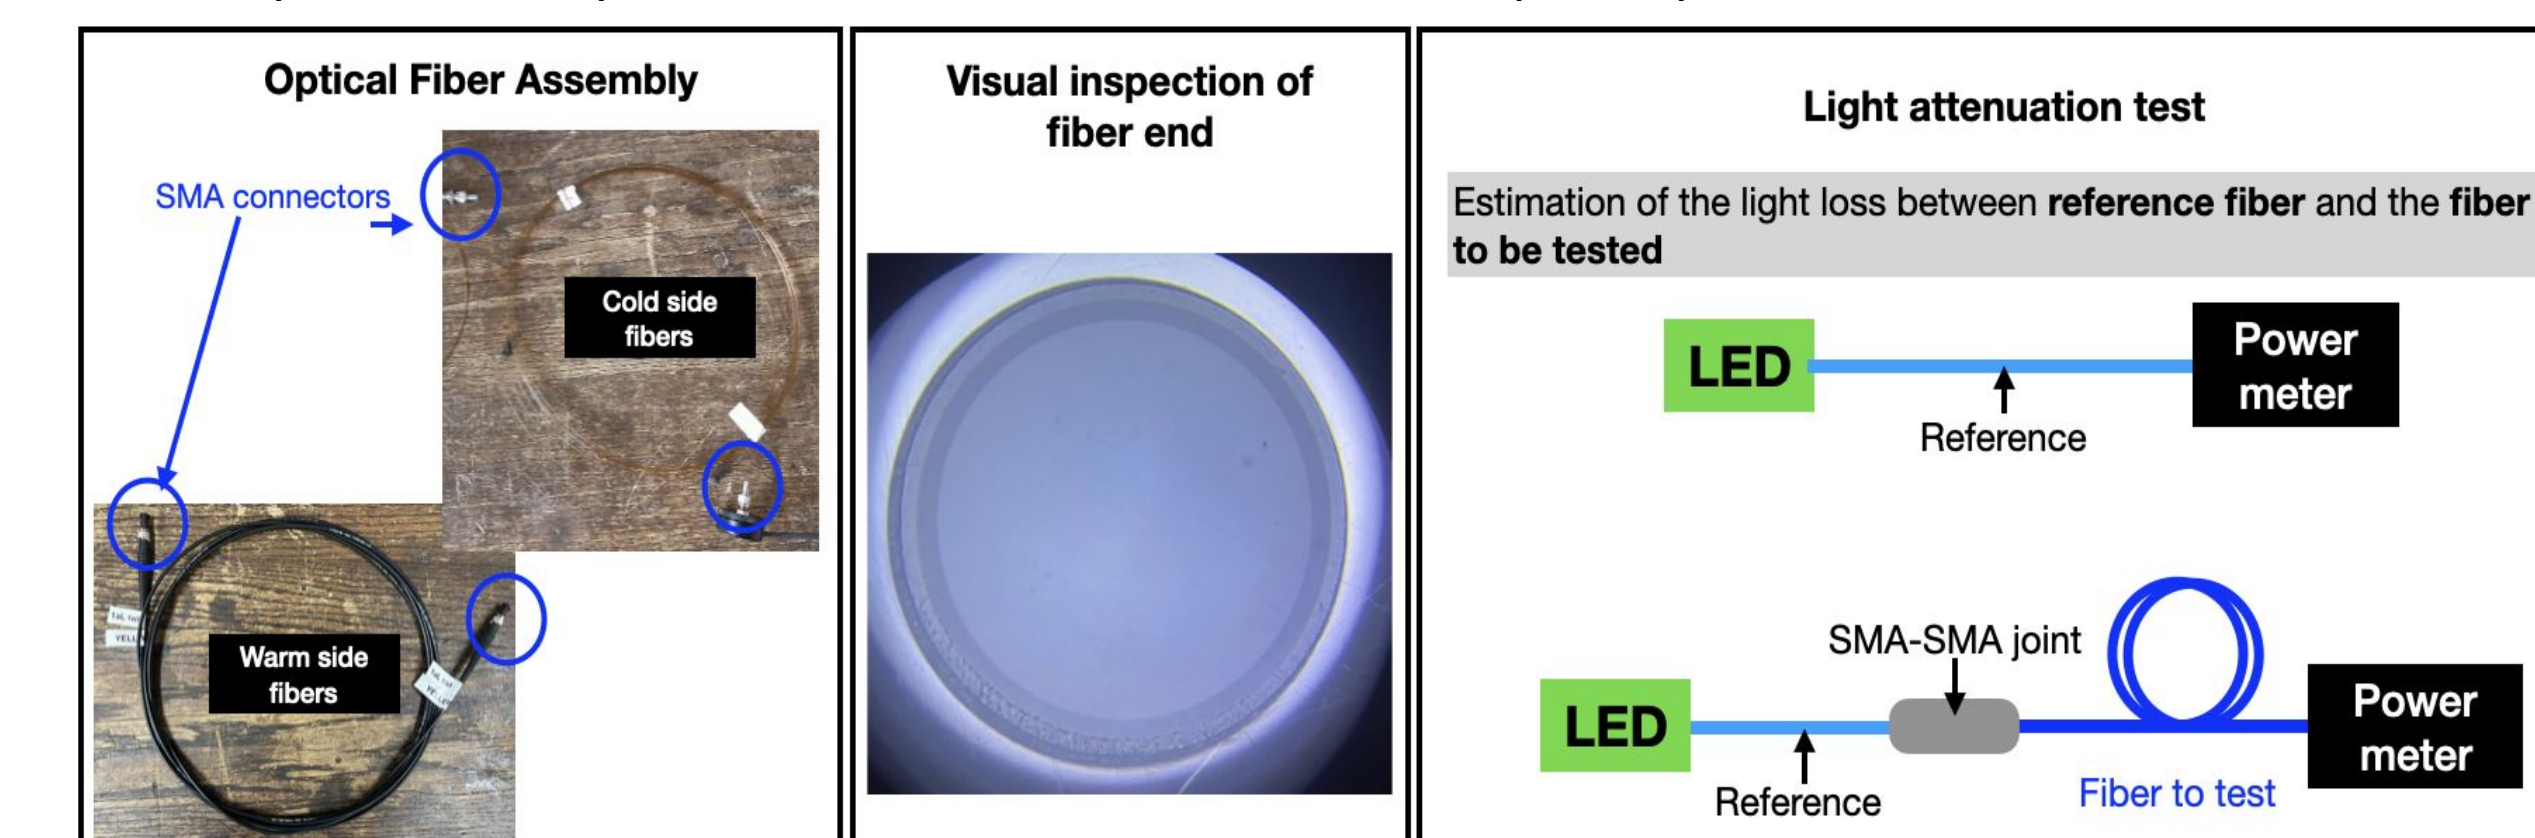 Optical Fiber Assembly
SMA connectors
Cold side
fibers
YELL
Warm side
fibers
Visual inspection of
fiber end
Light attenuation test
Estimation of the light loss between reference fiber and the fiber
to be tested
LED
Power
meter
Reference
SMA-SMA joint
LED
Power
meter
Reference
Fiber to test